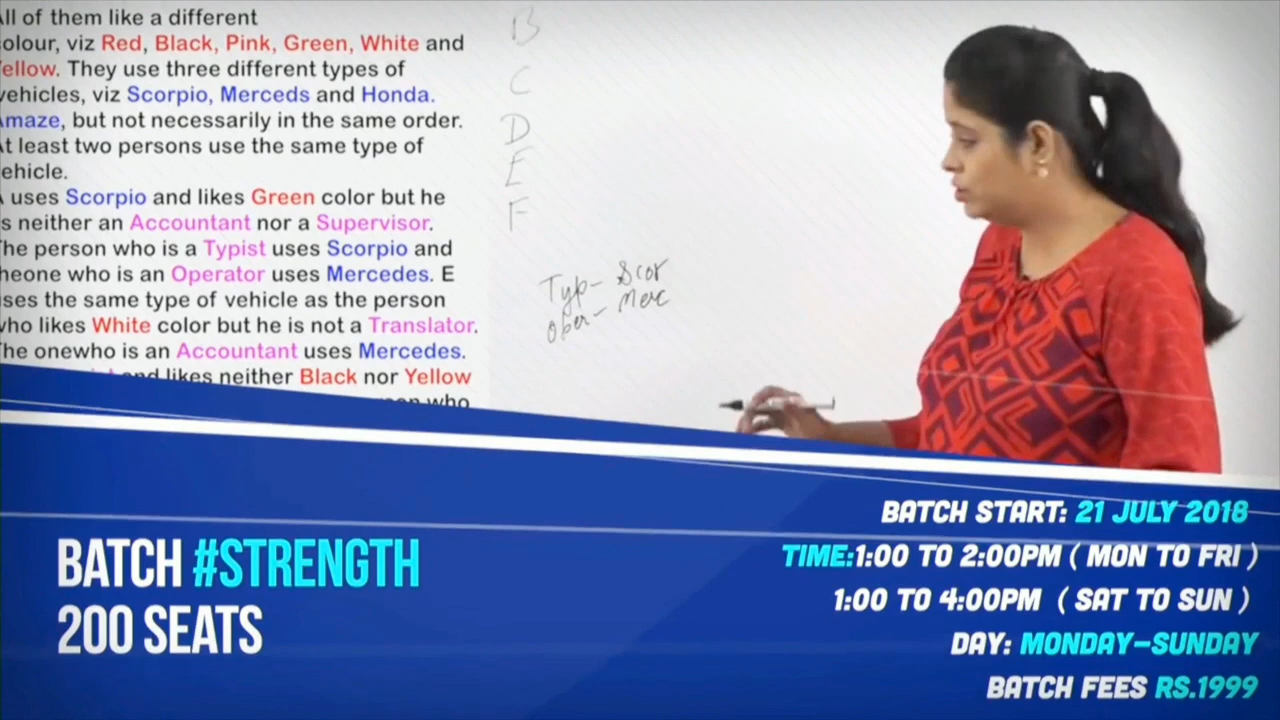 All of them like a different
colour, viz Red, Black, Pink, Green, White and
Yellow. They use three different types of
vehicles, viz Scorpio, Merceds and Honda.
Amaze, but not necessarily in the same order.
At least two persons use the same type of
vehicle.
A uses Scorpio and likes Green color but he
is neither an Accountant nor a Supervisor.
The person who is a Typist uses Scorpio and
theone who is an Operator uses Mercedes. E
uses the same type of vehicle as the person
who likes White color but he is not a Translator.
The onewho is an Accountant uses Mercedes.
and likes neither Black nor Yellow
who
B
C
D
E
F
Typ- Scor
Oper- Merc
BATCH #STRENGTH
200 SEATS
BATCH START: 21 JULY 2018
TIME:1:00 TO 2:00PM ( MON TO FRI )
1:00 TO 4:00PM ( SAT TO SUN )
DAY: MONDAY-SUNDAY
BATCH FEES RS.1999